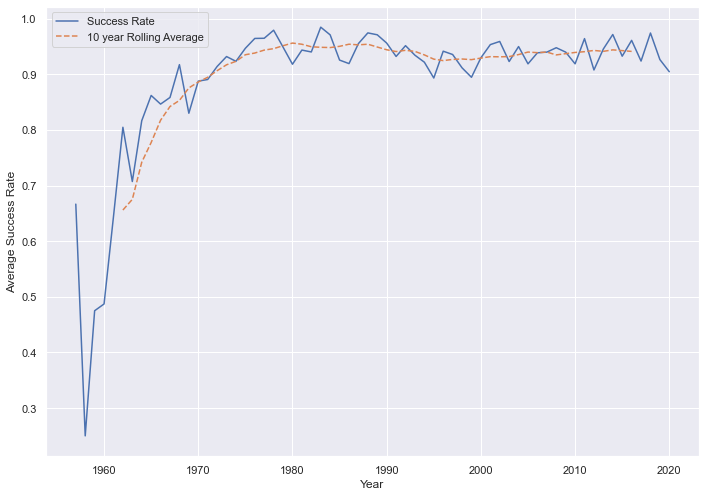 Success Rate
10 year Rolling Average
1.0
0.9
0.8
0.7
0.6
0.5
0.4
0.3
Average Success Rate
1960 1970 1980 1990 2000 2010 2020
Year